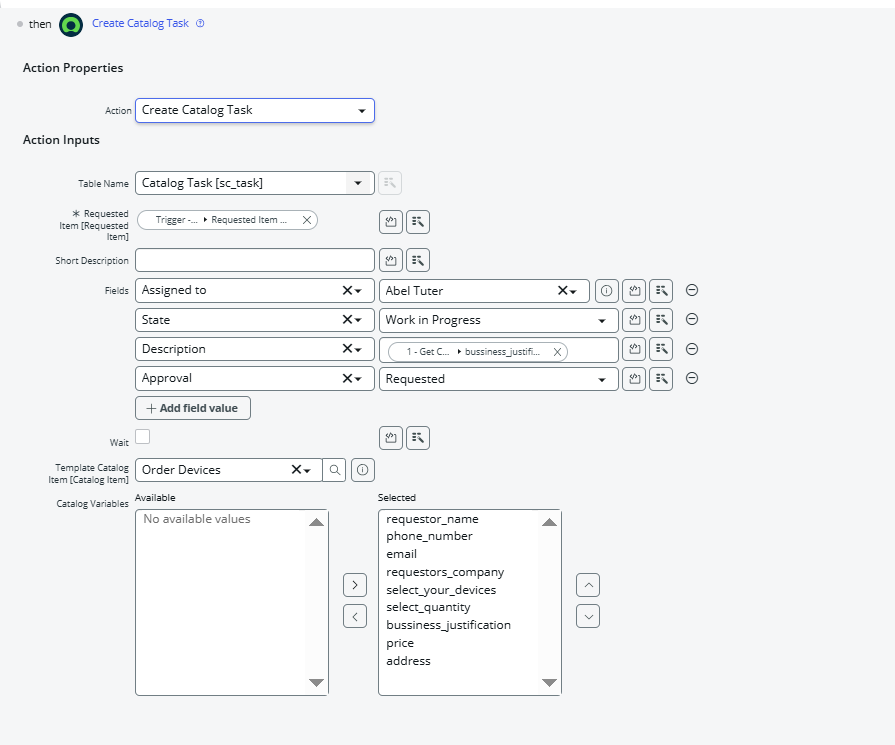 then Create Catalog Task
Action Properties
Action Create Catalog Task
Action Inputs
Table Name Catalog Task [sc_task]
* Requested
Item [Requested
Item]
Trigger -... ▸ Requested Item ...
Short Description
Fields Assigned to Abel Tuter
State Work in Progress
Description 1 - Get C... ▸ bussiness_justifi...
Approval Requested
+ Add field value
Wait
Template Catalog
Item [Catalog Item]
Order Devices
Catalog Variables
Available
No available values
Selected
requestor_name
phone_number
email
requestors_company
select_your_devices
select_quantity
bussiness_justification
price
address